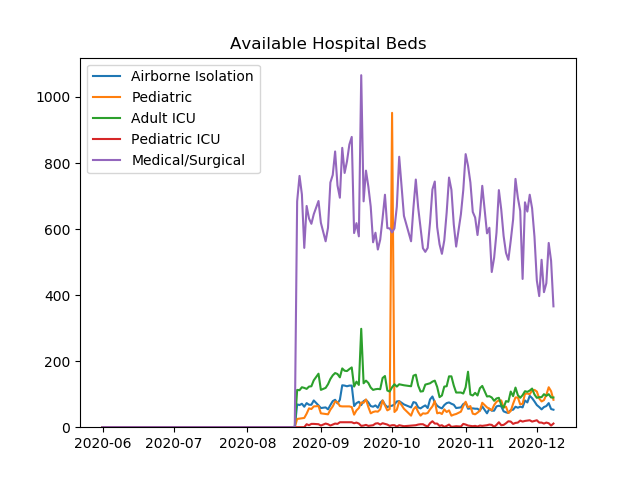 Available Hospital Beds
Airborne Isolation
Pediatric
Adult ICU
Pediatric ICU
Medical/Surgical
1000
800
600
400
200
0
2020-06 2020-07 2020-08 2020-09 2020-10 2020-11 2020-12